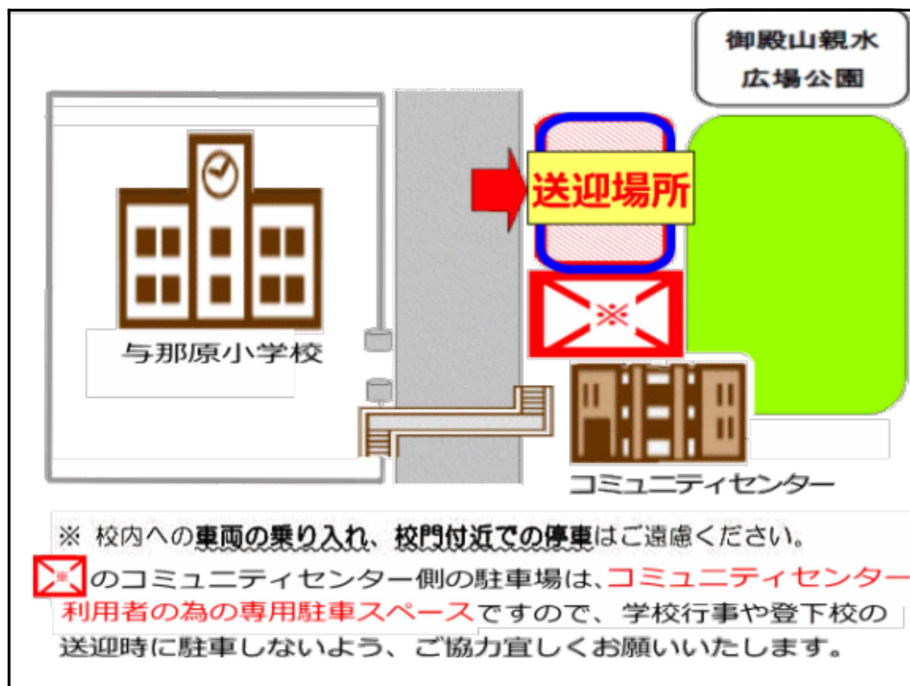 御殿山親水
広場公園
送迎場所
※
与那原小学校
コミュニティセンター
※ 校内への車両の乗り入れ、校門付近での停車はご遠慮ください。
※のコミュニティセンター側の駐車場は、コミュニティセンター
利用者の為の専用駐車スペースですので、学校行事や登下校の
送迎時に駐車しないよう、ご協力宜しくお願いいたします。